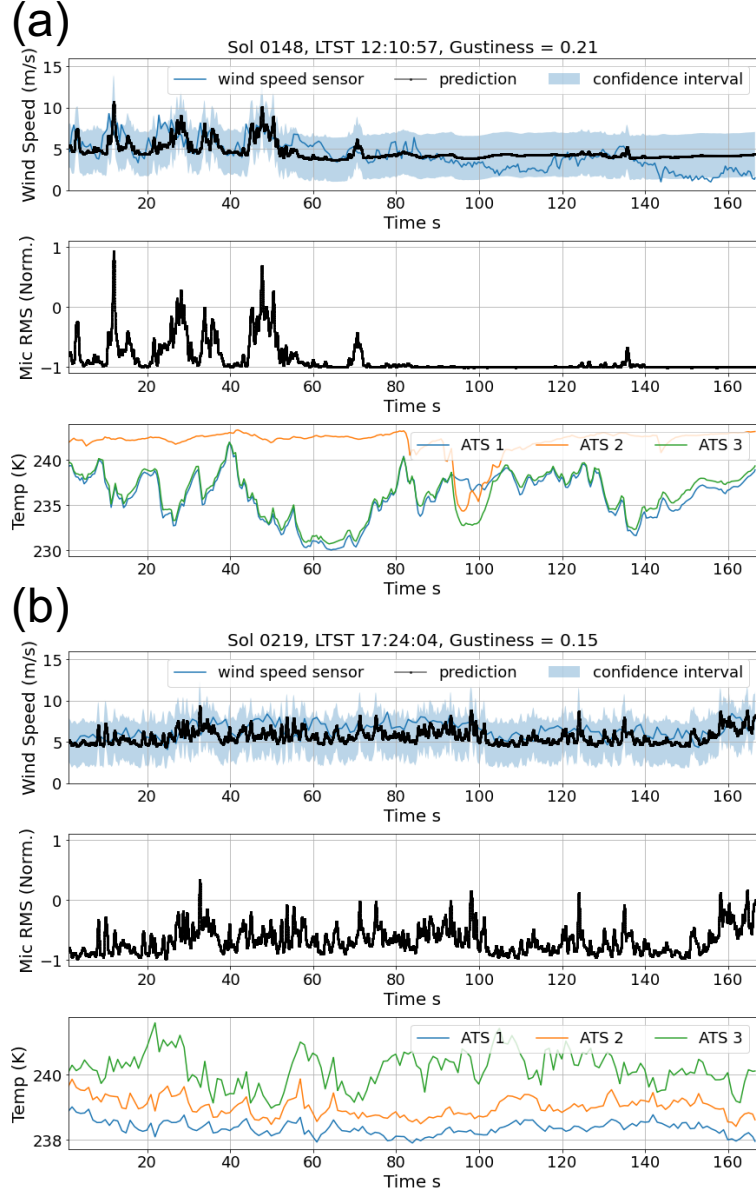 (a)
Sol 0148, LTST 12:10:57, Gustiness = 0.21
Wind Speed (m/s)
15
10
5
0
wind speed sensor prediction confidence interval
20 40 60 80 100 120 140 160
Time s
Mic RMS (Norm.)
1
0
−1
20 40 60 80 100 120 140 160
Time s
Temp (K)
240
235
230
ATS 1 ATS 2 ATS 3
20 40 60 80 100 120 140 160
Time s
(b)
Sol 0219, LTST 17:24:04, Gustiness = 0.15
Wind Speed (m/s)
15
10
5
0
wind speed sensor prediction confidence interval
20 40 60 80 100 120 140 160
Time s
Mic RMS (Norm.)
1
0
−1
20 40 60 80 100 120 140 160
Time s
Temp (K)
240
238
ATS 1 ATS 2 ATS 3
20 40 60 80 100 120 140 160
Time s